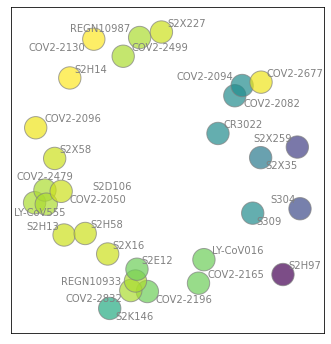 S2X227
REGN10987
COV2-2130
COV2-2499
S2H14
COV2-2094
COV2-2677
COV2-2082
COV2-2096
CR3022
S2X259
S2X58
S2X35
COV2-2479
S2D106
COV2-2050
S304
LY-CoV555
S2H13
S2H58
S309
S2X16
LY-CoV016
S2E12
S2H97
COV2-2165
REGN10933
COV2-2832
COV2-2196
S2K146